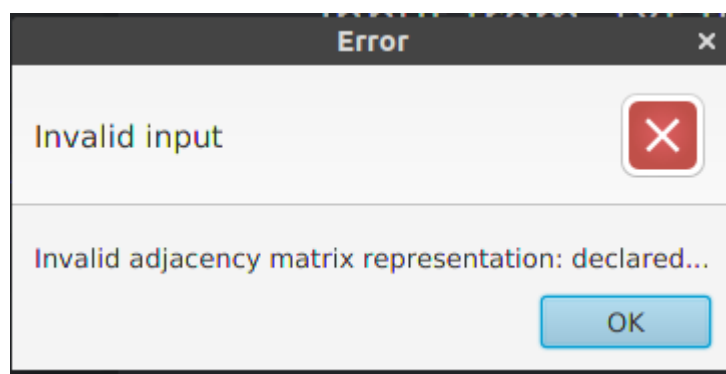 Error
Invalid input
Invalid adjacency matrix representation: declared...
OK